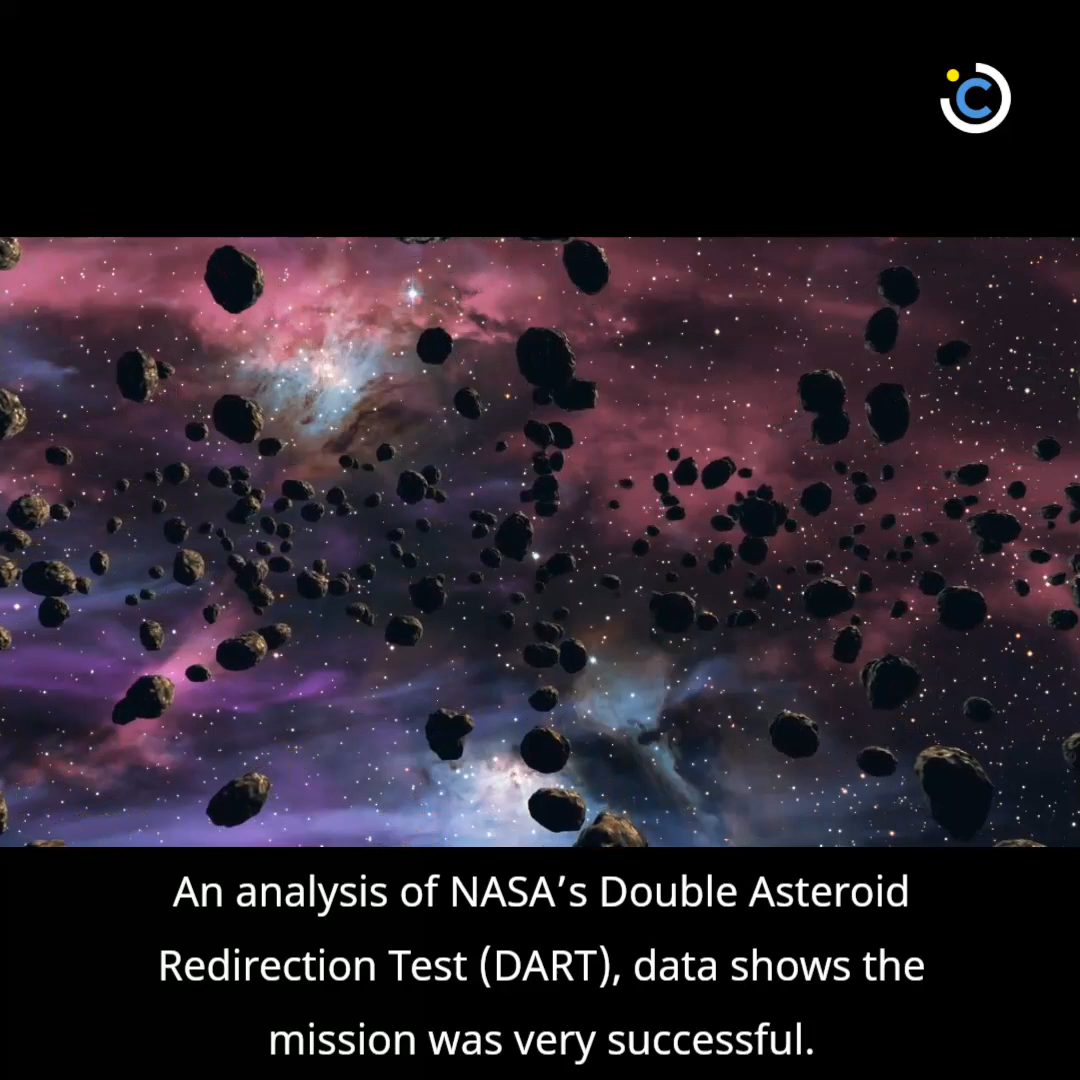 C
An analysis of NASA’s Double Asteroid
Redirection Test (DART), data shows the
mission was very successful.